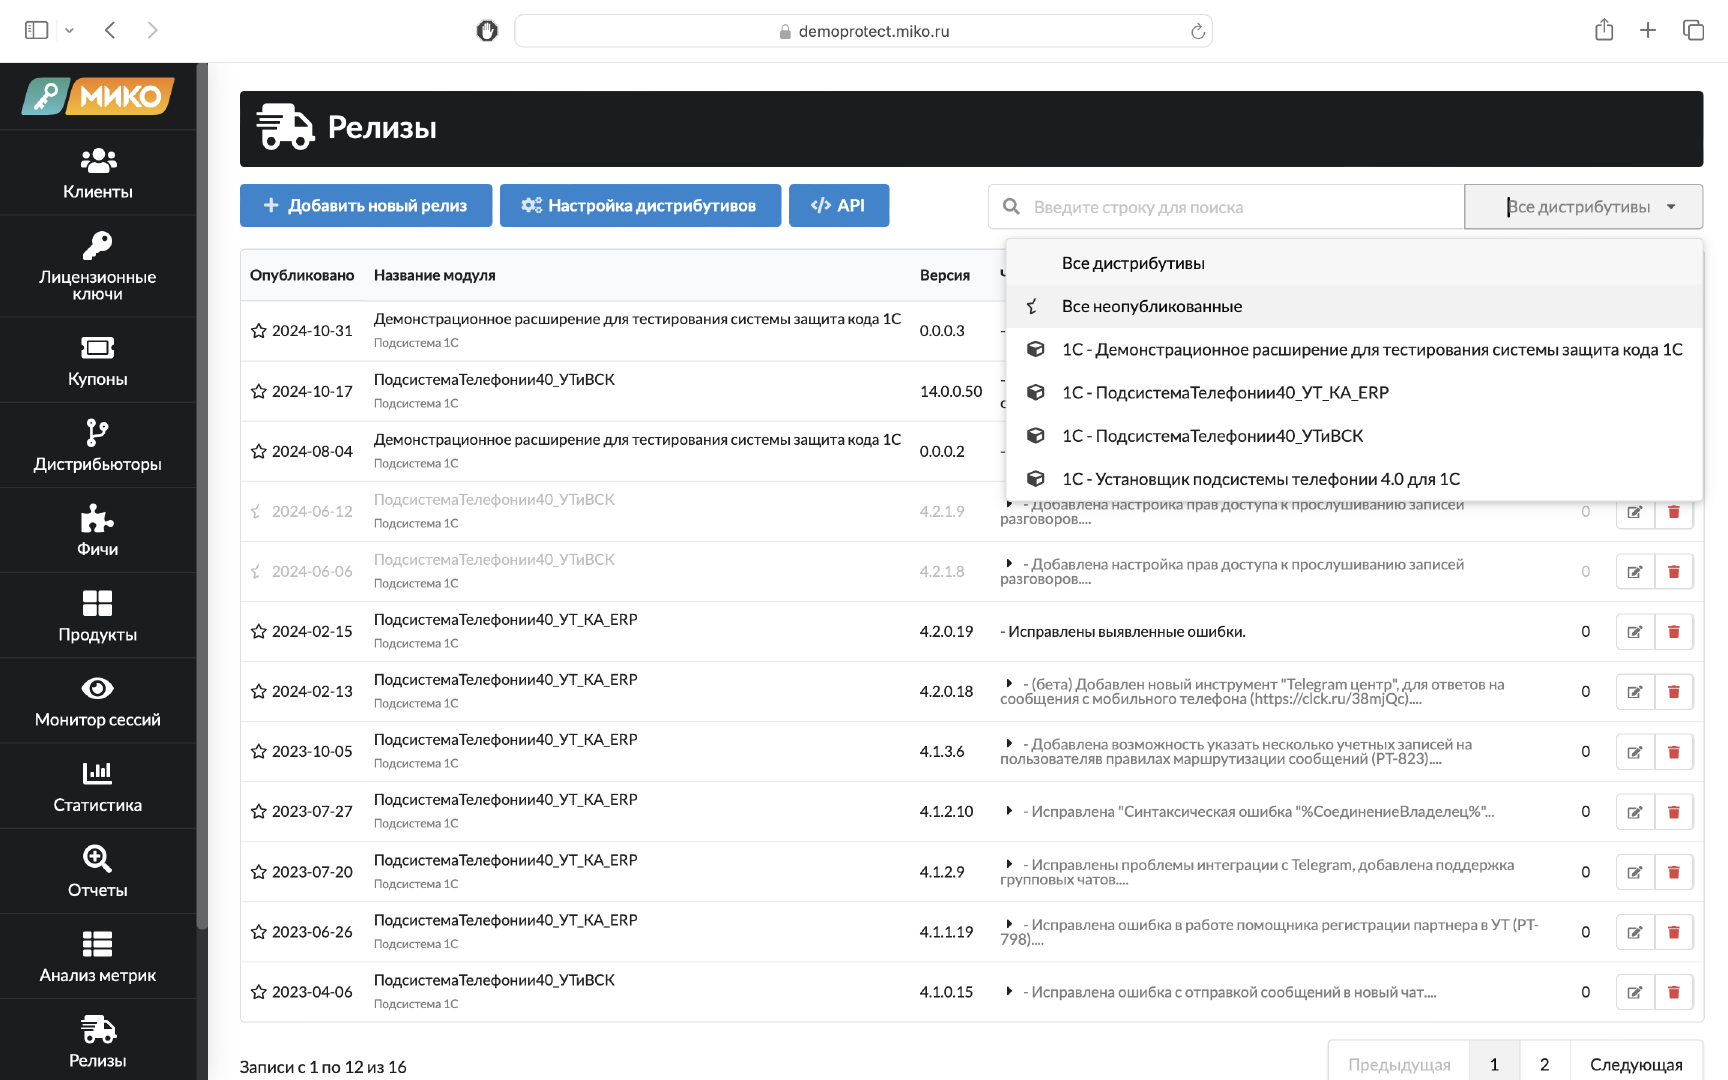 demoprotect.miko.ru
МИКО
Клиенты
Лицензионные
ключи
Купоны
Дистрибьюторы
Фичи
Продукты
Монитор сессий
Статистика
Отчеты
Анализ метрик
Релизы
Релизы
Добавить новый релиз
Настройка дистрибутивов
API
Введите строку для поиска
Все дистрибутивы
Все дистрибутивы
Все неопубликованные
1С - Демонстрационное расширение для тестирования системы защита кода 1С
1С - ПодсистемаТелефонии40_УТ_КА_ERP
1С - ПодсистемаТелефонии40_УТиВСК
1С - Установщик подсистемы телефонии 4.0 для 1С
Опубликовано Название модуля Версия
2024-10-31 Демонстрационное расширение для тестирования системы защита кода 1С 0.0.0.3 -
Подсистема 1С
2024-10-17 ПодсистемаТелефонии40_УТиВСК 14.0.0.50 -
Подсистема 1С
2024-08-04 Демонстрационное расширение для тестирования системы защита кода 1С 0.0.0.2 -
Подсистема 1С
2024-06-12 ПодсистемаТелефонии40_УТиВСК 4.2.1.9 - Добавлена настройка прав доступа к прослушиванию записей 0
Подсистема 1С разговоров....
2024-06-06 ПодсистемаТелефонии40_УТиВСК 4.2.1.8 - Добавлена настройка прав доступа к прослушиванию записей 0
Подсистема 1С разговоров....
2024-02-15 ПодсистемаТелефонии40_УТ_КА_ERP 4.2.0.19 - Исправлены выявленные ошибки. 0
Подсистема 1С
2024-02-13 ПодсистемаТелефонии40_УТ_КА_ERP 4.2.0.18 - (бета) Добавлен новый инструмент "Telegram центр", для ответов на 0
Подсистема 1С сообщения с мобильного телефона (https://clck.ru/38mjQc)....
2023-10-05 ПодсистемаТелефонии40_УТ_КА_ERP 4.1.3.6 - Добавлена возможность указать несколько учетных записей на 0
Подсистема 1С пользователяв правилах маршрутизации сообщений (PT-823)....
2023-07-27 ПодсистемаТелефонии40_УТ_КА_ERP 4.1.2.10 - Исправлена "Синтаксическая ошибка "%СоединениеВладелец%"... 0
Подсистема 1С
2023-07-20 ПодсистемаТелефонии40_УТ_КА_ERP 4.1.2.9 - Исправлены проблемы интеграции с Telegram, добавлена поддержка 0
Подсистема 1С групповых чатов....
2023-06-26 ПодсистемаТелефонии40_УТ_КА_ERP 4.1.1.19 - Исправлена ошибка в работе помощника регистрации партнера в УТ (PT- 0
Подсистема 1С 798)....
2023-04-06 ПодсистемаТелефонии40_УТиВСК 4.1.0.15 - Исправлена ошибка с отправкой сообщений в новый чат.... 0
Подсистема 1С
Записи с 1 по 12 из 16
Предыдущая 1 2 Следующая